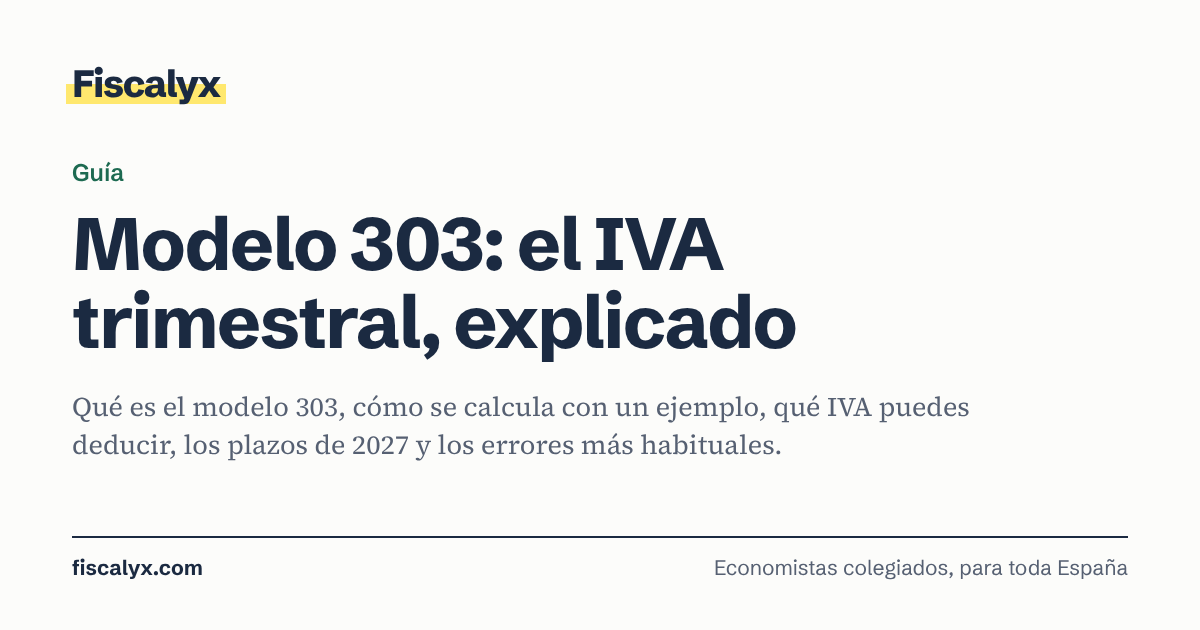 Fiscalyx
Guía
Modelo 303: el IVA
trimestral, explicado
Qué es el modelo 303, cómo se calcula con un ejemplo, qué IVA puedes
deducir, los plazos de 2027 y los errores más habituales.
fiscalyx.com
Economistas colegiados, para toda España